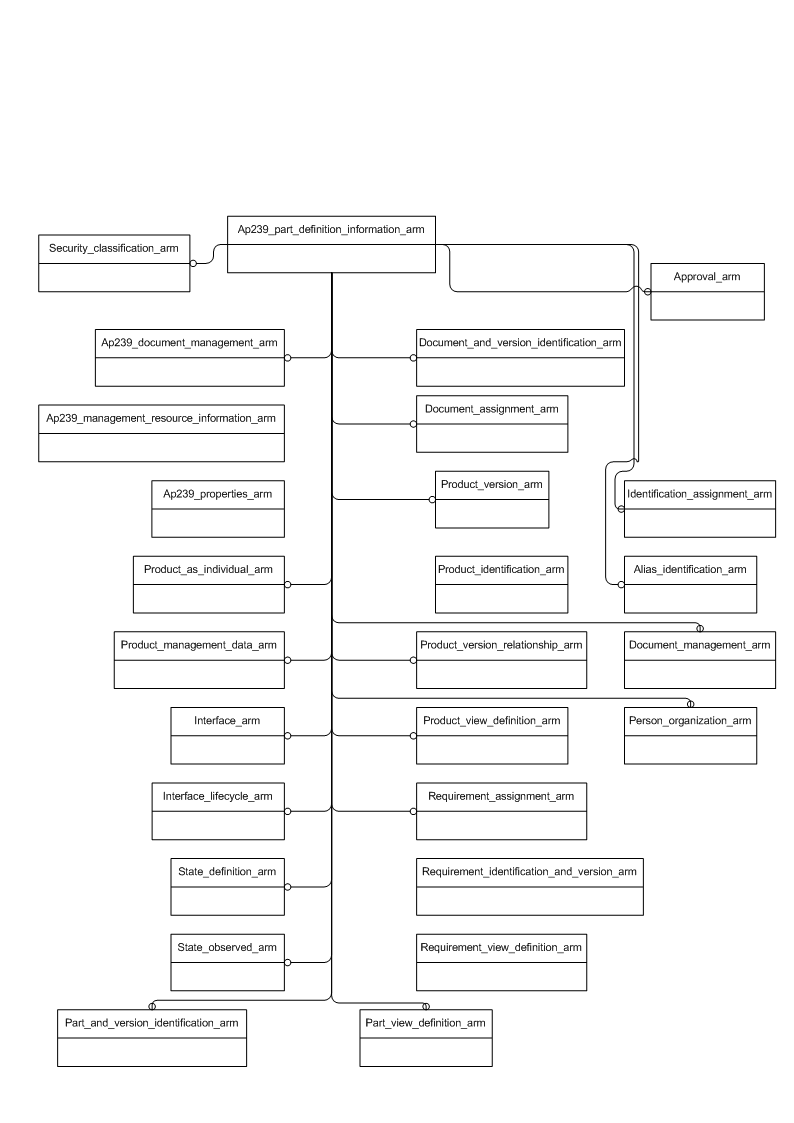 Ap239_part_definition_information_arm
Security_classification_arm
Approval_arm
Ap239_document_management_arm
Document_and_version_identification_arm
Document_assignment_arm
Ap239_management_resource_information_arm
Product_version_arm
Ap239_properties_arm
Identification_assignment_arm
Product_as_individual_arm
Product_identification_arm
Alias_identification_arm
Product_management_data_arm
Product_version_relationship_arm
Document_management_arm
Interface_arm
Product_view_definition_arm
Person_organization_arm
Interface_lifecycle_arm
Requirement_assignment_arm
State_definition_arm
Requirement_identification_and_version_arm
State_observed_arm
Requirement_view_definition_arm
Part_and_version_identification_arm
Part_view_definition_arm